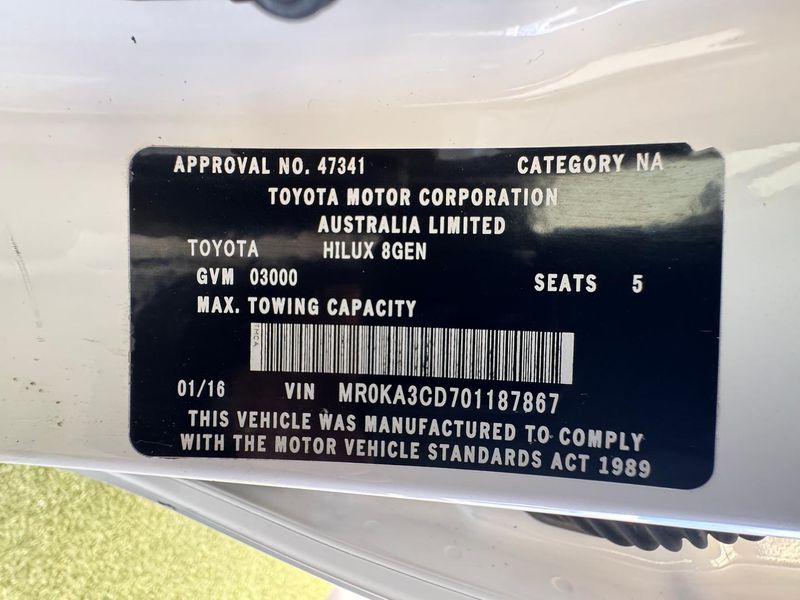 APPROVAL NO. 47341 CATEGORY NA
TOYOTA MOTOR CORPORATION
AUSTRALIA LIMITED
TOYOTA HILUX 8GEN
GVM 03000 SEATS 5
MAX. TOWING CAPACITY
TMCA
01/16 VIN MR0KA3CD701187867
THIS VEHICLE WAS MANUFACTURED TO COMPLY
WITH THE MOTOR VEHICLE STANDARDS ACT 1989